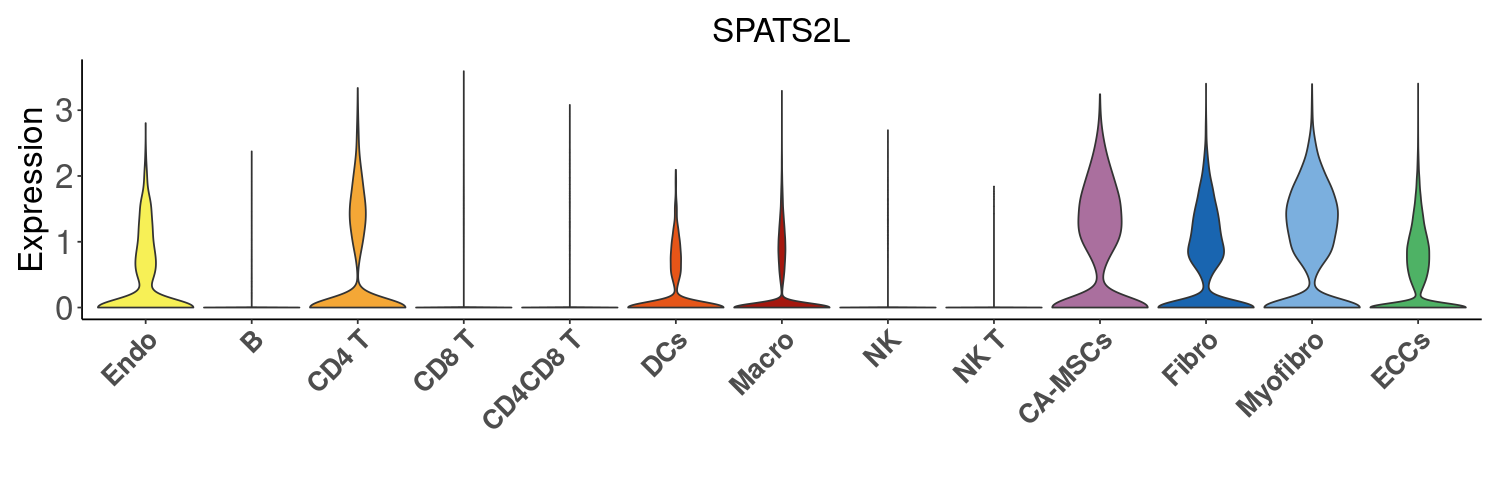 SPATS2L
Expression
3
2
1
0
Endo
B
CD4 T
CD8 T
CD4CD8 T
DCs
Macro
NK
NK T
CA-MSCs
Fibro
Myofibro
ECCs